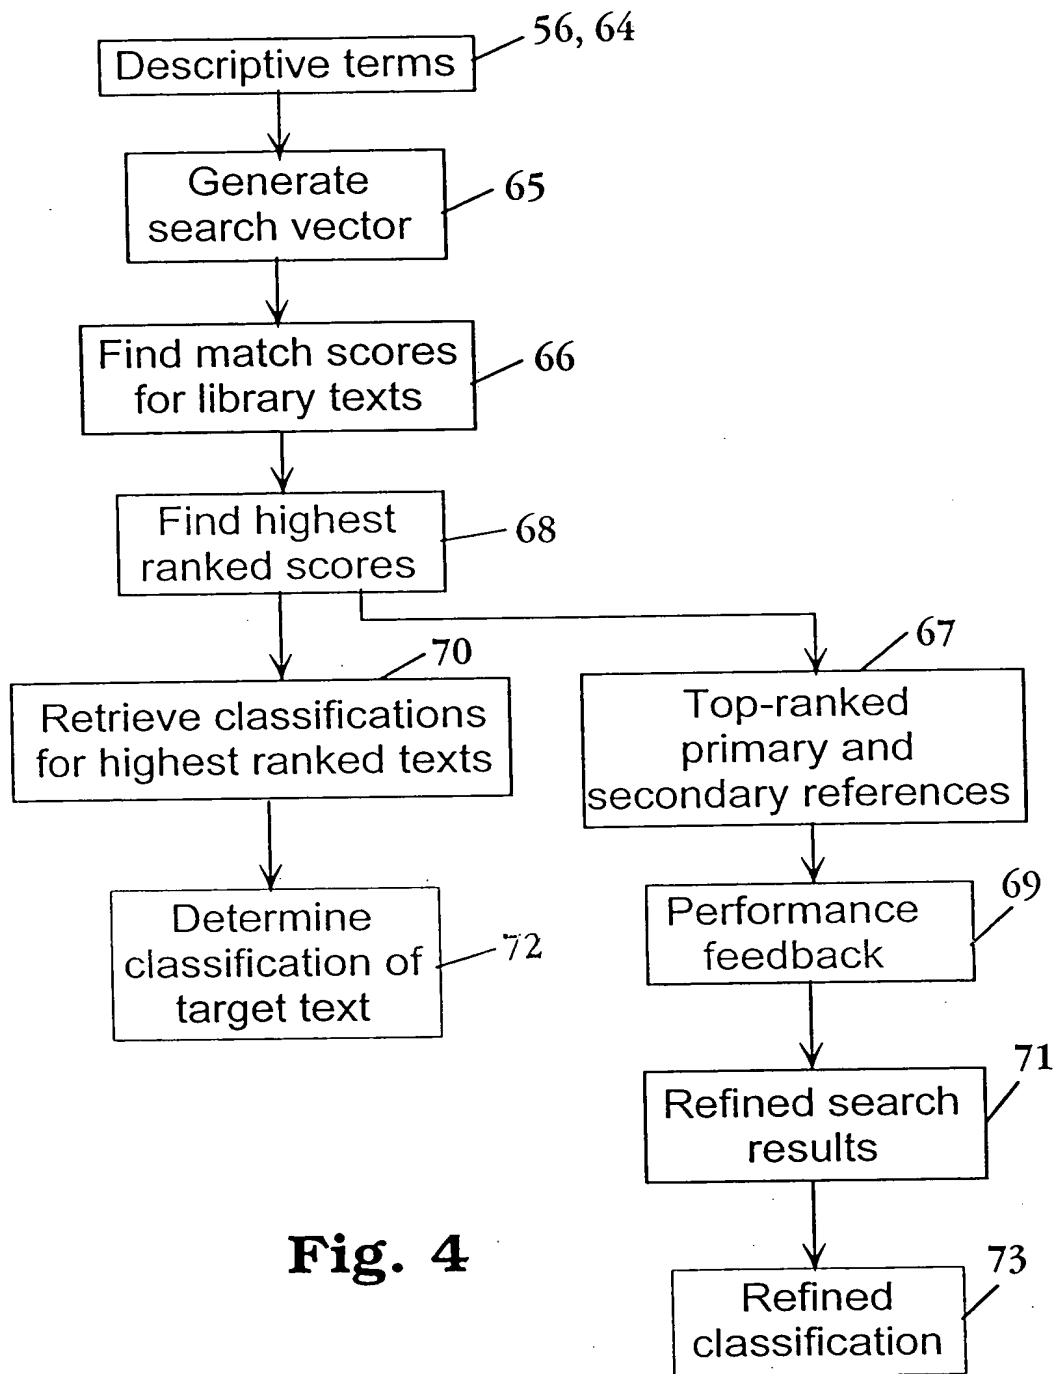 56, 64
Descriptive terms
Generate
search vector
65
Find match scores
for library texts
66
Find highest
ranked scores
68
70
Retrieve classifications
for highest ranked texts
67
Top-ranked
primary and
secondary references
Determine
classification of
target text
72
69
Performance
feedback
71
Refined search
results
73
Refined
classification
Fig. 4